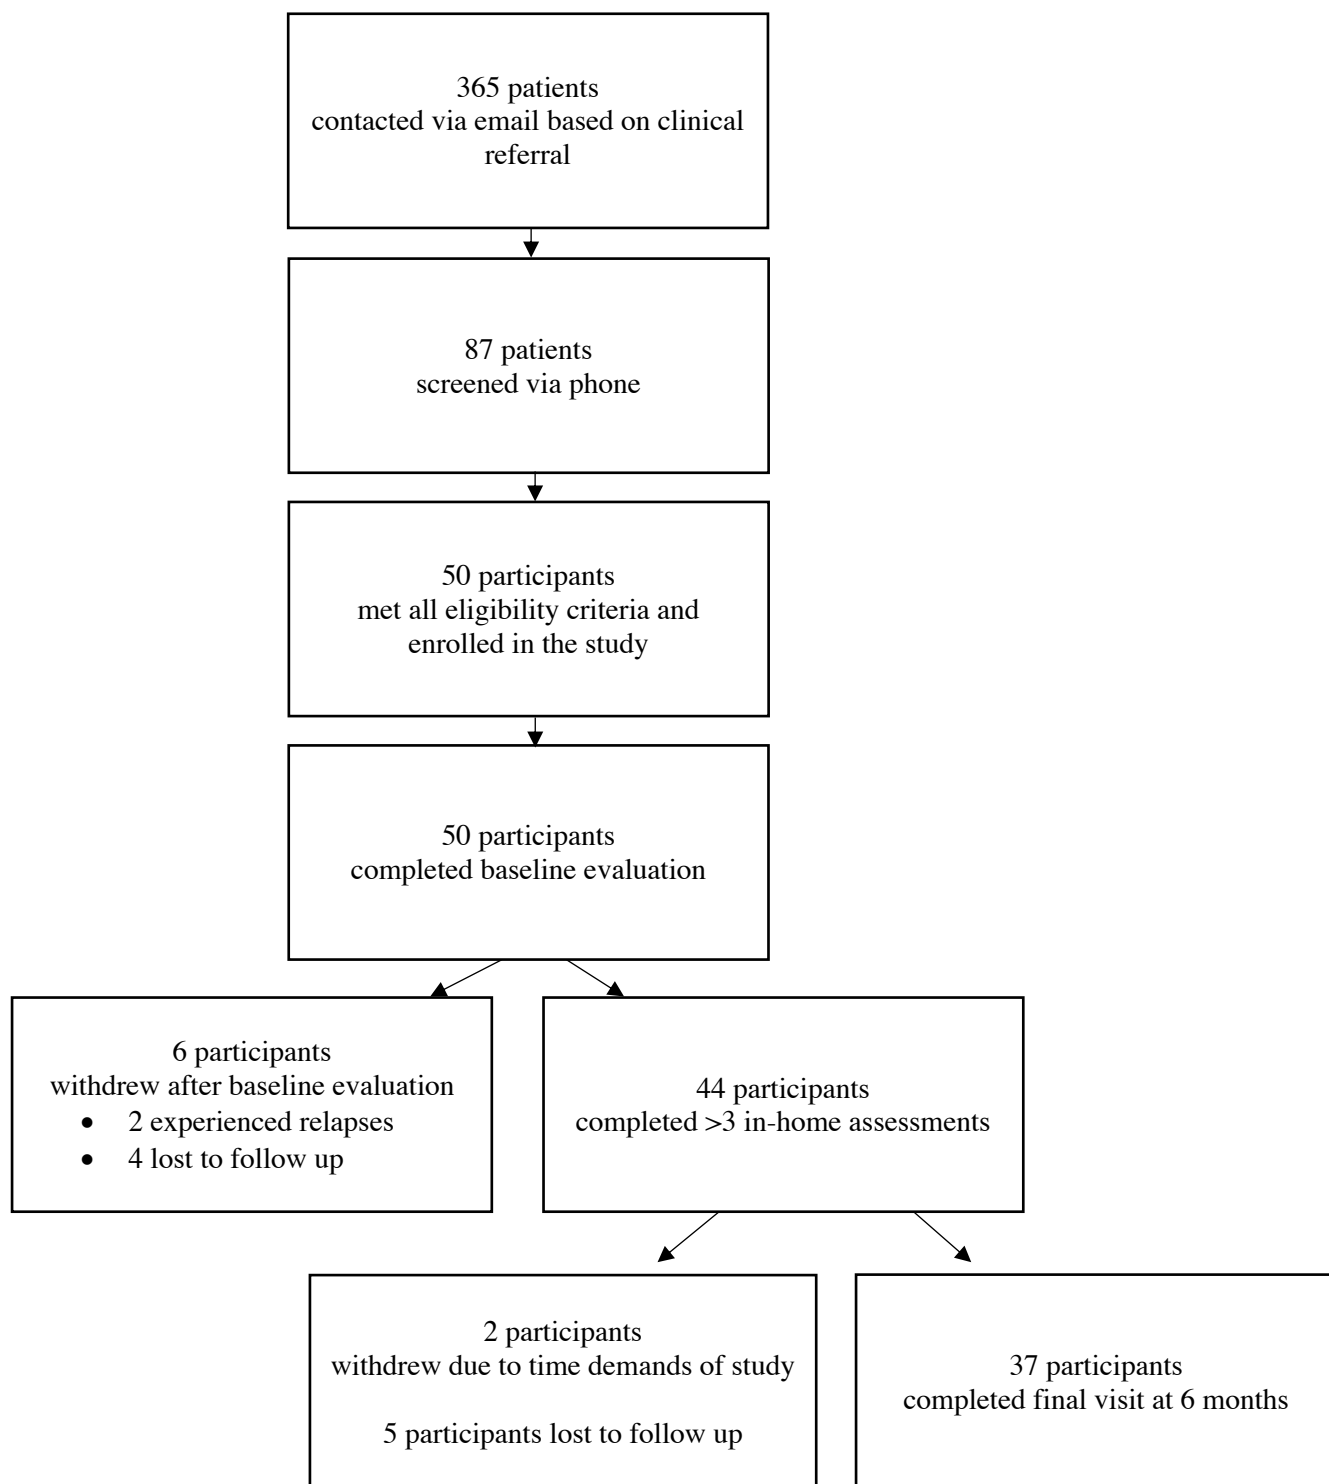 365 patients
contacted via email based on clinical
referral
87 patients
screened via phone
50 participants
met all eligibility criteria and
enrolled in the study
50 participants
completed baseline evaluation
6 participants
withdrew after baseline evaluation
• 2 experienced relapses
• 4 lost to follow up
44 participants
completed >3 in-home assessments
2 participants
withdrew due to time demands of study
5 participants lost to follow up
37 participants
completed final visit at 6 months